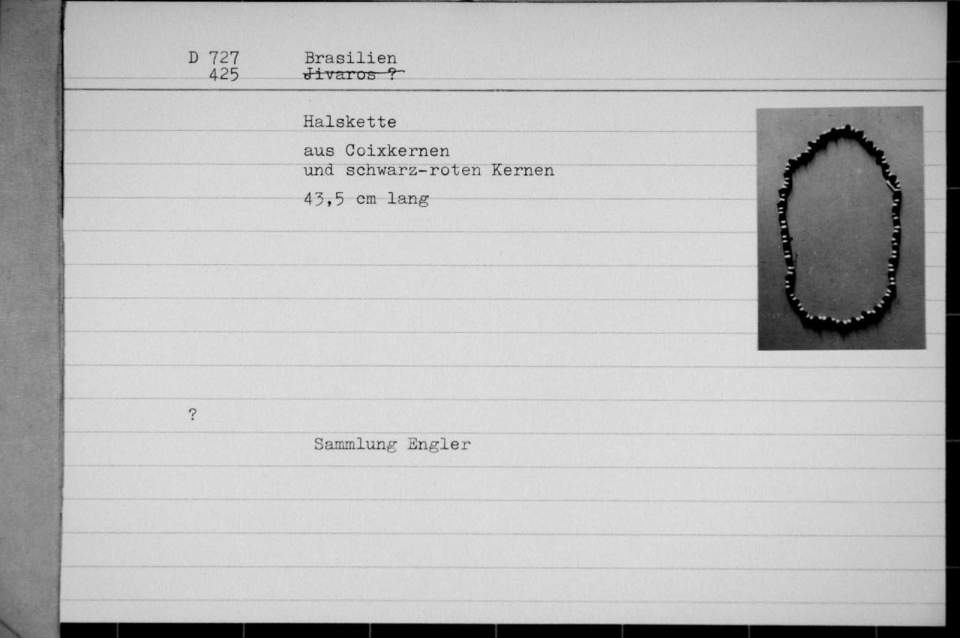 D 727 Brasilien
425 Jivaros ?
Halskette
aus Coixkernen
und schwarz-roten Kernen
43,5 cm lang
?
Sammlung Engler